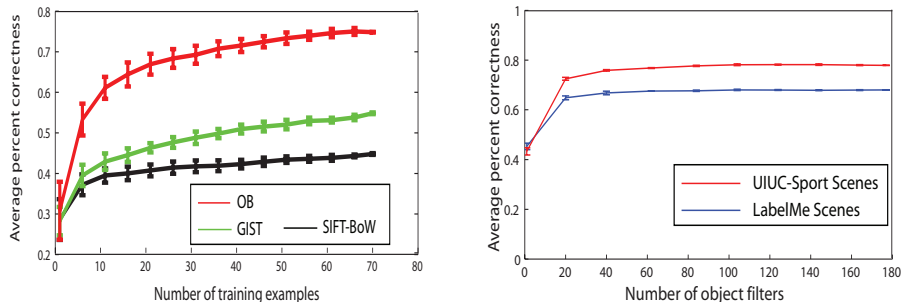 Average percent correctness
0.8
0.7
0.6
0.5
0.4
0.3
0.2
0 10 20 30 40 50 60 70 80
Number of training examples
OB
GIST SIFT-BoW
Average percent correctness
1
0.8
0.6
0.4
0.2
0
0 20 40 60 80 100 120 140 160 180
Number of object filters
UIUC-Sport Scenes
LabelMe Scenes